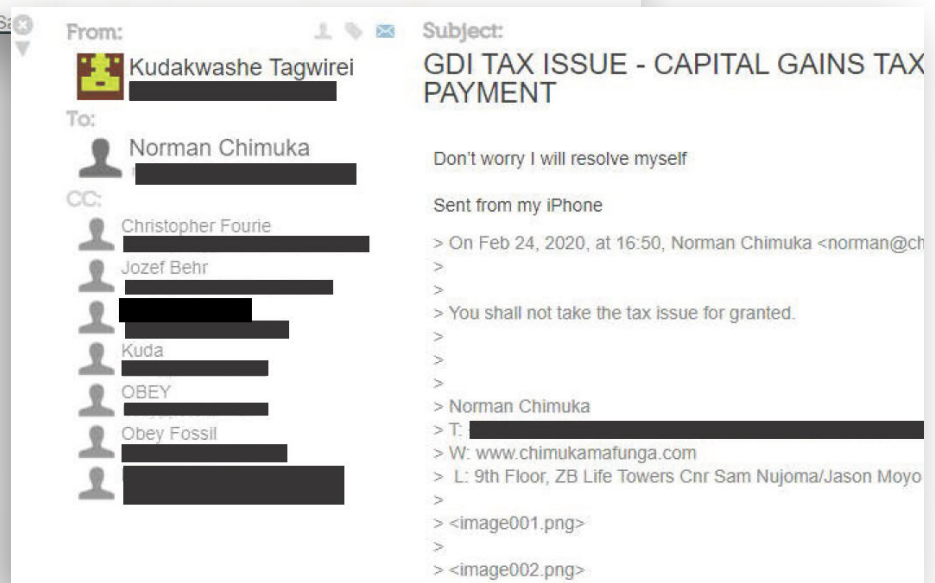 From:
Kudakwashe Tagwirei
To:
Norman Chimuka
CC:
Christopher Fourie
Jozef Behr
Kuda
OBEY
Obey Fossil
Subject:
GDI TAX ISSUE - CAPITAL GAINS TAX
PAYMENT
Don't worry I will resolve myself
Sent from my iPhone
> On Feb 24, 2020, at 16:50, Norman Chimuka <norman@ch
>
>
> You shall not take the tax issue for granted.
>
>
>
> Norman Chimuka
> T:
> W: www.chimukamafunga.com
> L: 9th Floor, ZB Life Towers Cnr Sam Nujoma/Jason Moyo
>
> <image001.png>
>
> <image002.png>